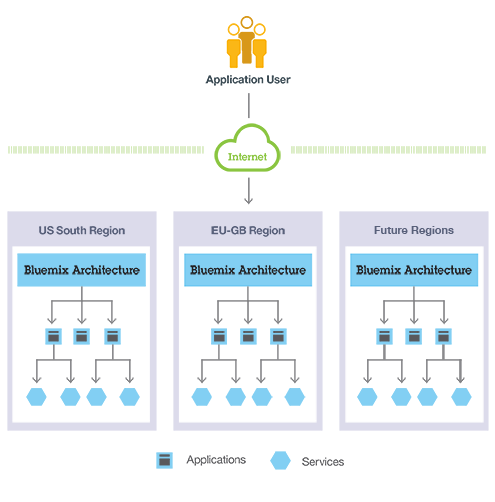 Application User
Internet
US South Region
EU-GB Region
Future Regions
Bluemix Architecture
Bluemix Architecture
Bluemix Architecture
Applications
Services